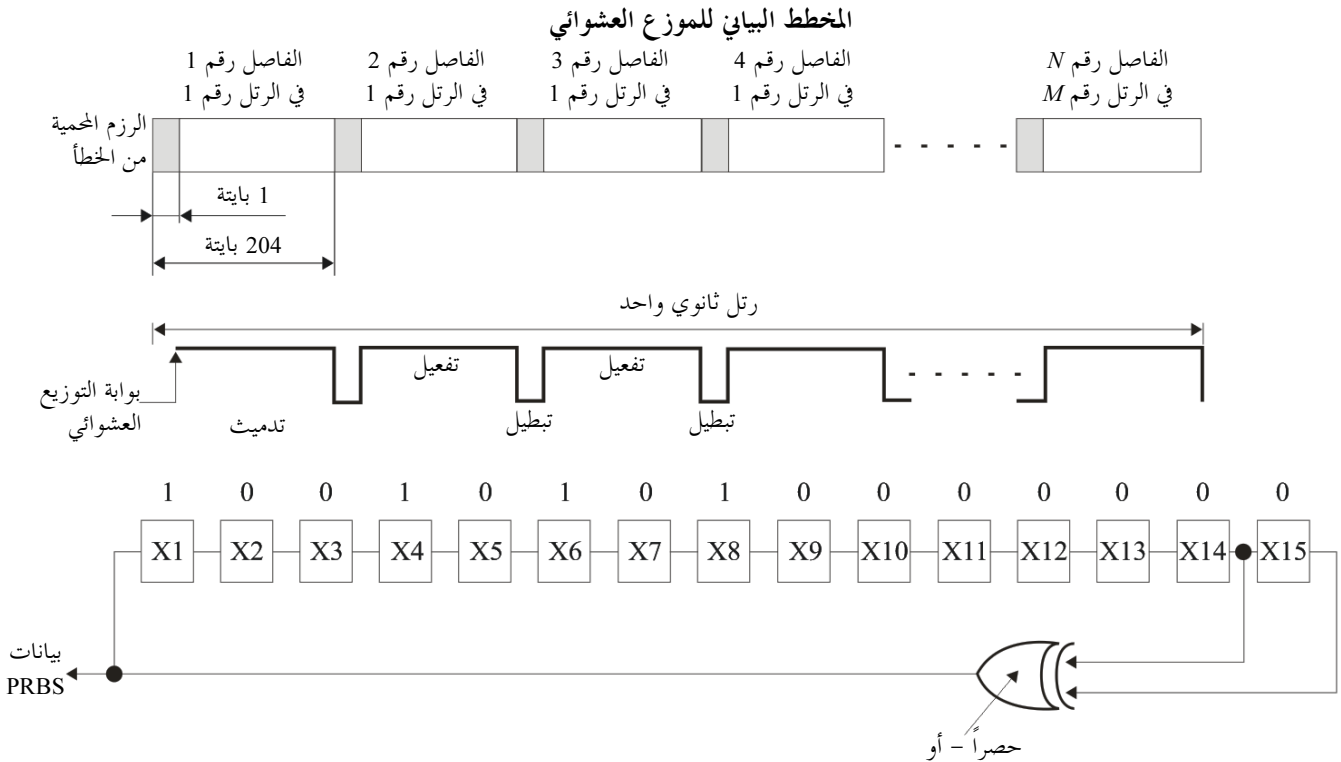 المخطط البياني للموزع العشوائي
الفاصل رقم 1
في الرتل رقم 1
الفاصل رقم 2
في الرتل رقم 1
الفاصل رقم 3
في الرتل رقم 1
الفاصل رقم 4
في الرتل رقم 1
الفاصل رقم N
في الرتل رقم M
الرزم المحمية
من الخطأ
1 بايتة
204 بايتة
رتل ثانوي واحد
بوابة التوزيع
العشوائي
تدميث
تفعيل
تبطيل
تفعيل
تبطيل
1 0 0 1 0 1 0 1 0 0 0 0 0 0 0
X1 X2 X3 X4 X5 X6 X7 X8 X9 X10 X11 X12 X13 X14 X15
بيانات
PRBS
حصراً – أو